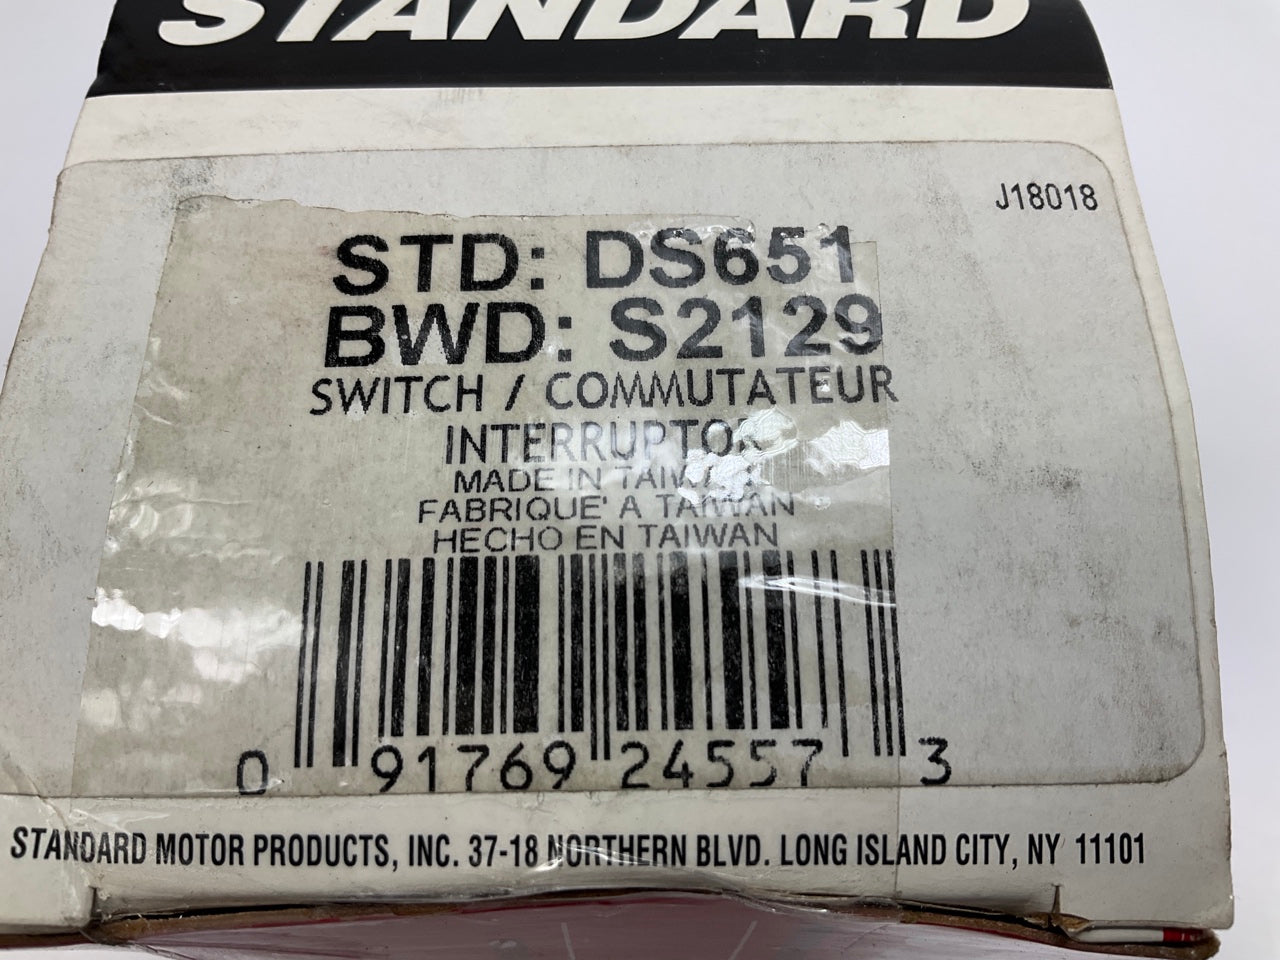 STANDARD
J18018
STD: DS651
BWD: S2129
SWITCH / COMMUTATEUR
INTERRUPTOR
MADE IN TAIWAN
FABRIQUE' A TAIWAN
HECHO EN TAIWAN
0 91769 24557 3
STANDARD MOTOR PRODUCTS, INC. 37-18 NORTHERN BLVD. LONG ISLAND CITY, NY 11101